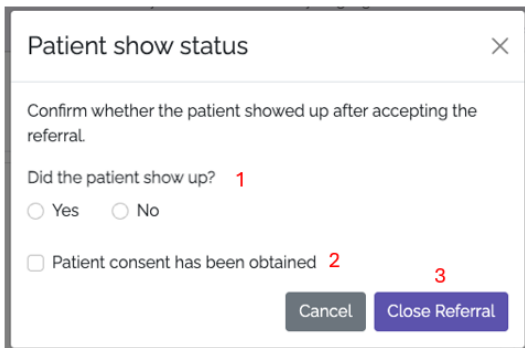 Patient show status
Confirm whether the patient showed up after accepting the
referral.
Did the patient show up? 1
Yes No
Patient consent has been obtained 2
3
Cancel Close Referral